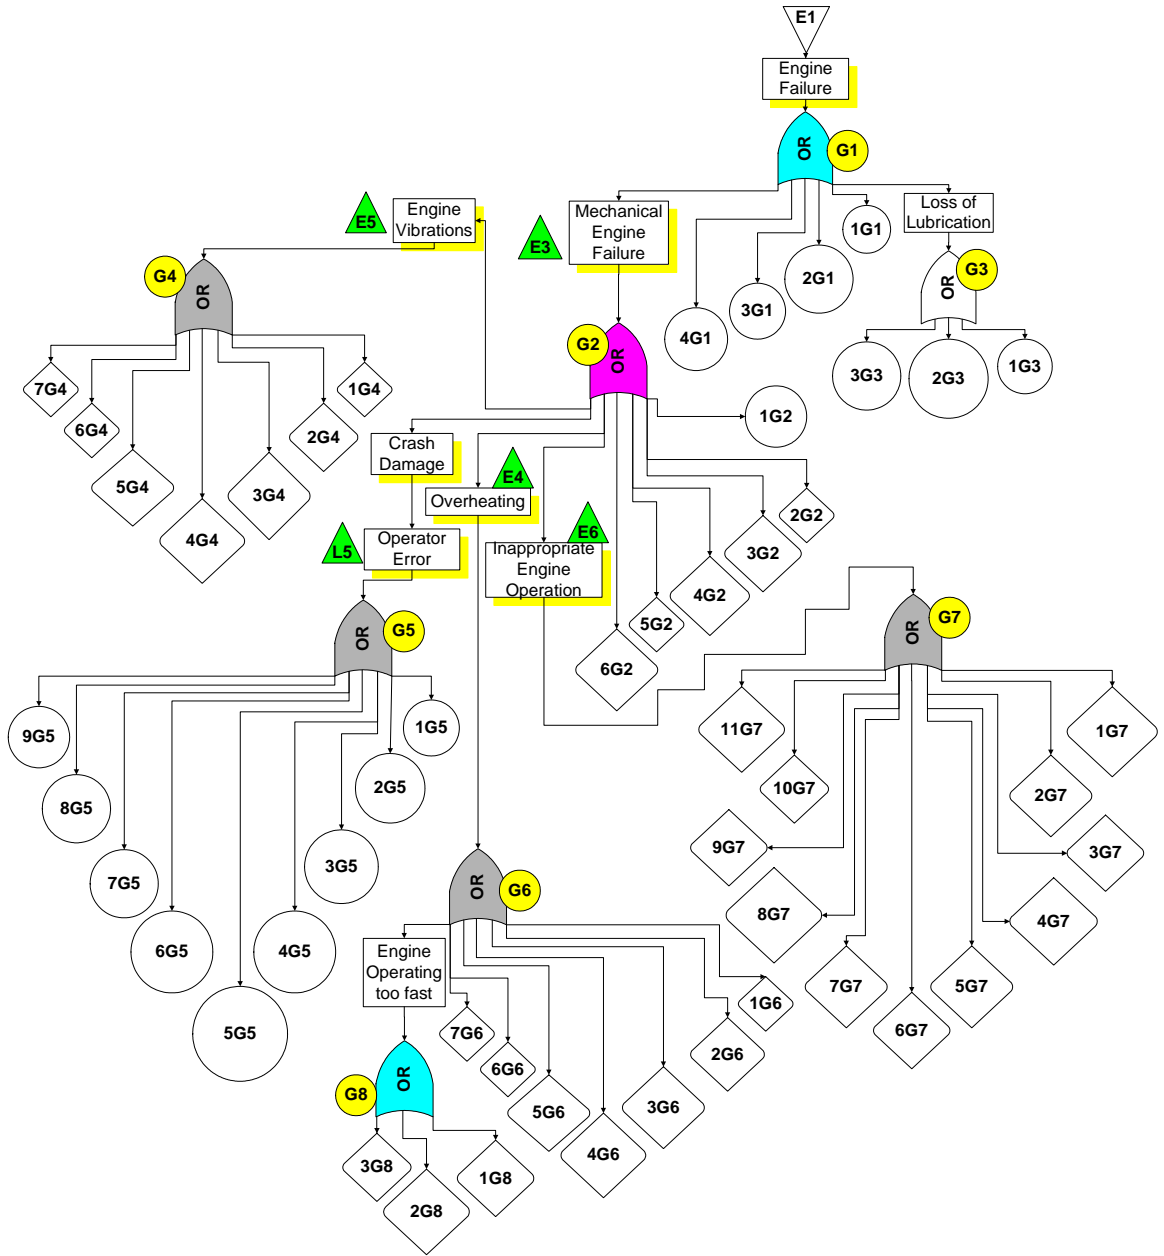 E1
Engine
Failure
OR
G1
E5
Engine
Vibrations
E3
Mechanical
Engine
Failure
1G1
Loss of
Lubrication
G4
OR
4G1
3G1
2G1
OR
G3
3G3
2G3
1G3
7G4
6G4
5G4
4G4
3G4
2G4
1G4
G2
OR
1G2
Crash
Damage
E4
Overheating
L5
Operator
Error
E6
Inappropriate
Engine
Operation
6G2
5G2
4G2
3G2
2G2
OR
G5
OR
G7
9G5
8G5
7G5
6G5
5G5
4G5
3G5
2G5
1G5
11G7
10G7
9G7
8G7
7G7
6G7
5G7
4G7
3G7
2G7
1G7
OR
G6
Engine
Operating
too fast
7G6
6G6
5G6
4G6
3G6
2G6
1G6
G8
OR
3G8
2G8
1G8